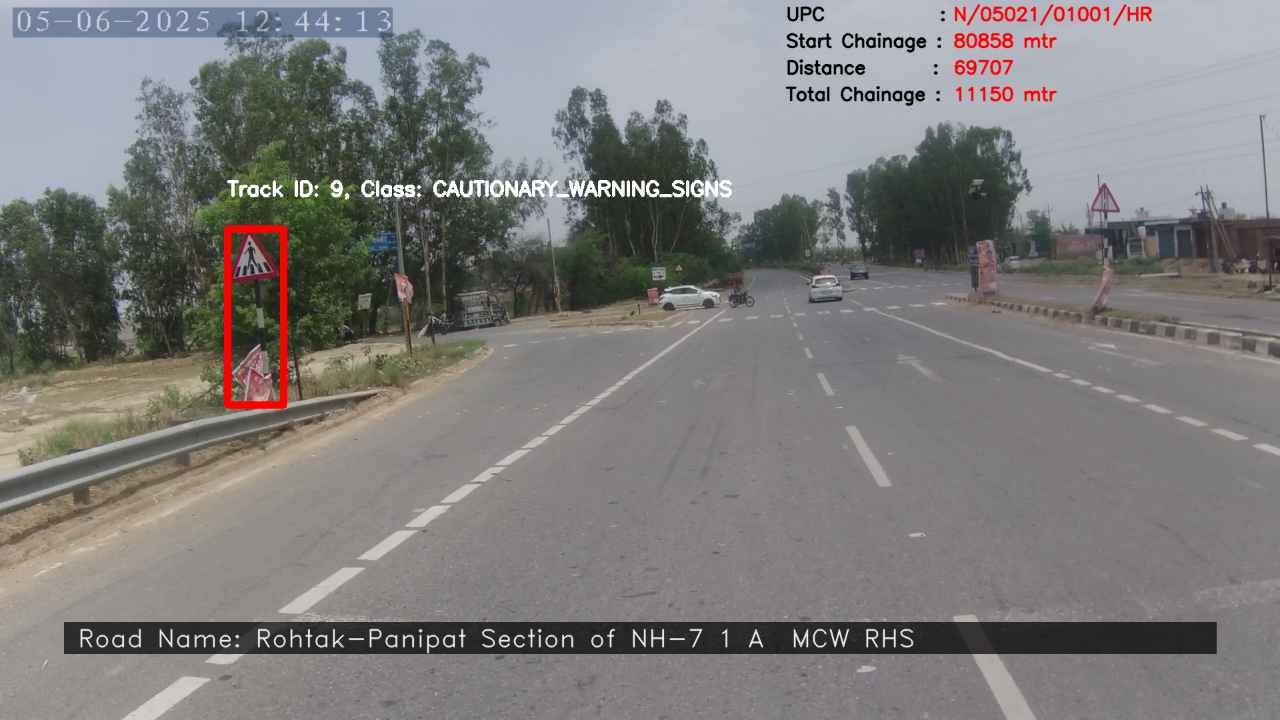 05-06-2025 12:44:13
UPC : N/05021/01001/HR
Start Chainage : 80858 mtr
Distance : 69707
Total Chainage : 11150 mtr
Track ID: 9, Class: CAUTIONARY_WARNING_SIGNS
Road Name: Rohtak-Panipat Section of NH-7 1 A MCW RHS